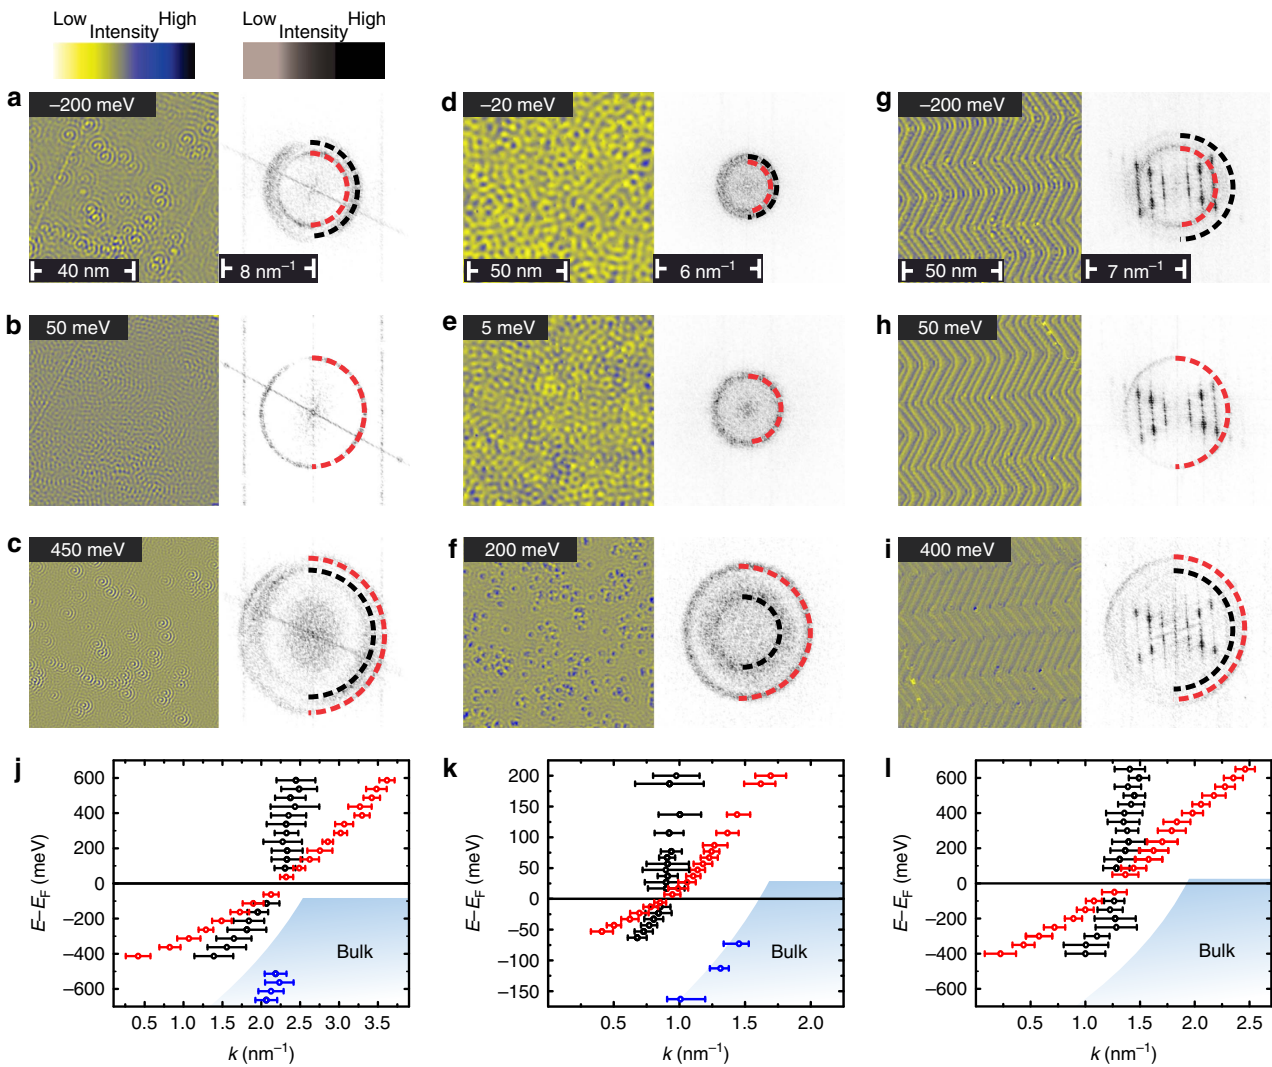 Low High
Intensity
Low High
Intensity
a
−200 meV
40 nm
8 nm⁻¹
d
−20 meV
50 nm
6 nm⁻¹
g
−200 meV
50 nm
7 nm⁻¹
b
50 meV
e
5 meV
h
50 meV
c
450 meV
f
200 meV
i
400 meV
j
600
400
200
0
−200
−400
−600
E−E_F (meV)
Bulk
0.5 1.0 1.5 2.0 2.5 3.0 3.5
k (nm⁻¹)
k
200
150
100
50
0
−50
−100
−150
E−E_F (meV)
Bulk
0.5 1.0 1.5 2.0
k (nm⁻¹)
l
600
400
200
0
−200
−400
−600
E−E_F (meV)
Bulk
0.5 1.0 1.5 2.0 2.5
k (nm⁻¹)